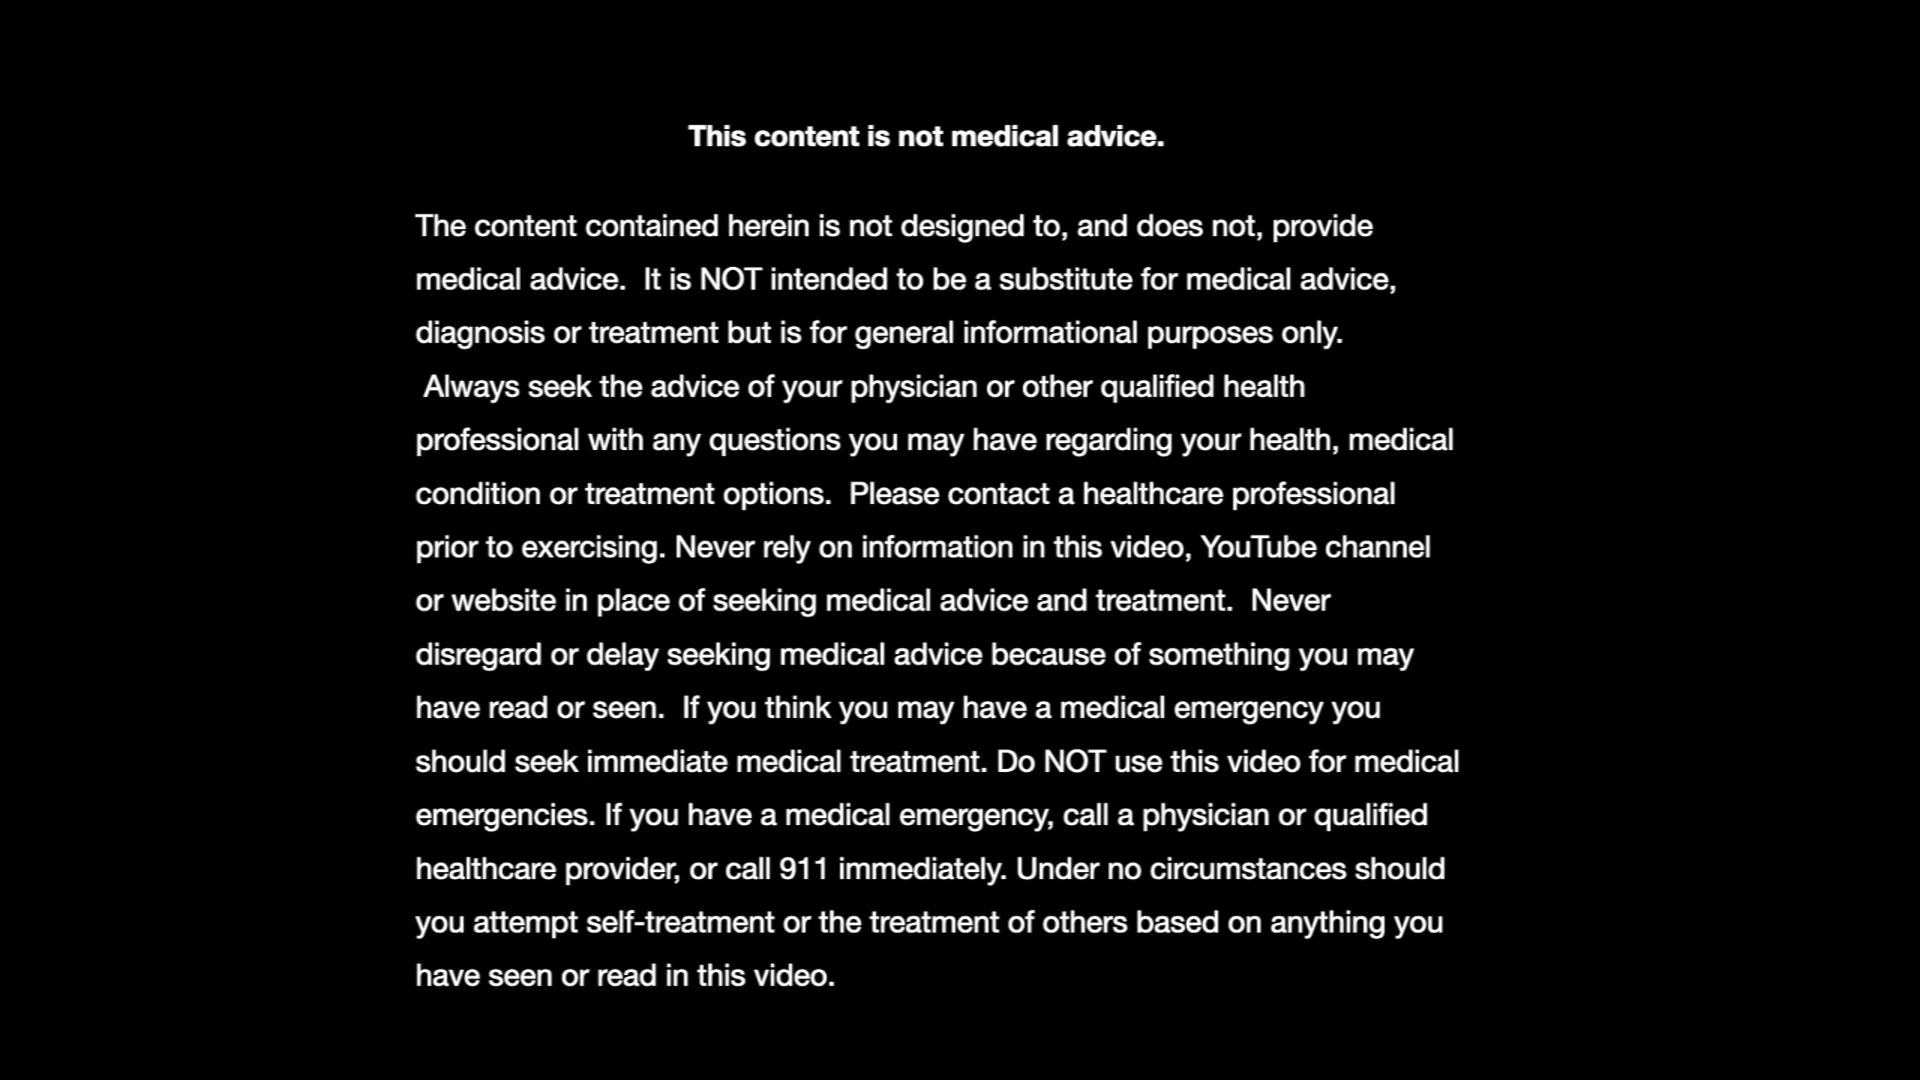 This content is not medical advice.
The content contained herein is not designed to, and does not, provide
medical advice.  It is NOT intended to be a substitute for medical advice,
diagnosis or treatment but is for general informational purposes only.
Always seek the advice of your physician or other qualified health
professional with any questions you may have regarding your health, medical
condition or treatment options.  Please contact a healthcare professional
prior to exercising. Never rely on information in this video, YouTube channel
or website in place of seeking medical advice and treatment.  Never
disregard or delay seeking medical advice because of something you may
have read or seen.  If you think you may have a medical emergency you
should seek immediate medical treatment. Do NOT use this video for medical
emergencies. If you have a medical emergency, call a physician or qualified
healthcare provider, or call 911 immediately. Under no circumstances should
you attempt self-treatment or the treatment of others based on anything you
have seen or read in this video.